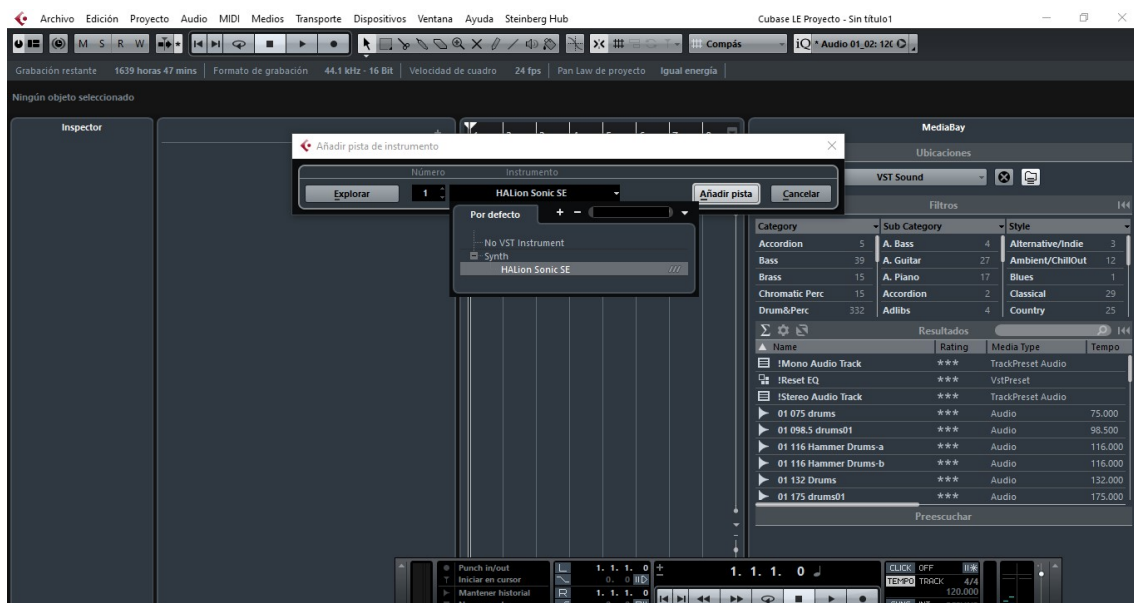 Archivo Edición Proyecto Audio MIDI Medios Transporte Dispositivos Ventana Ayuda Steinberg Hub
Cubase LE Proyecto - Sin título1
M S R W
Compás
iQ * Audio 01_02: 120
Grabación restante 1639 horas 47 mins Formato de grabación 44.1 kHz - 16 Bit Velocidad de cuadro 24 fps Pan Law de proyecto Igual energía
Ningún objeto seleccionado
Inspector
Añadir pista de instrumento
Número Instrumento
Explorar 1 HALion Sonic SE Añadir pista Cancelar
Por defecto + -
No VST Instrument
Synth
HALion Sonic SE
MediaBay
Ubicaciones
VST Sound
Filtros
Category Sub Category Style
Accordion 5 A. Bass 4 Alternative/Indie 3
Bass 39 A. Guitar 27 Ambient/ChillOut 12
Brass 15 A. Piano 17 Blues 1
Chromatic Perc 15 Accordion 2 Classical 29
Drum&Perc 332 Adlibs 4 Country 25
Resultados
Name Rating Media Type Tempo
!Mono Audio Track *** TrackPreset Audio
!Reset EQ *** VstPreset
!Stereo Audio Track *** TrackPreset Audio
01 075 drums *** Audio 75.000
01 098.5 drums01 *** Audio 98.500
01 116 Hammer Drums-a *** Audio 116.000
01 116 Hammer Drums-b *** Audio 116.000
01 132 Drums *** Audio 132.000
01 175 drums01 *** Audio 175.000
Preescuchar
Punch in/out L 1. 1. 1. 0 1. 1. 1. 0 CLICK OFF
Iniciar en cursor 0. 0 TEMPO TRACK 4/4
Mantener historial R 1. 1. 1. 0 120.000